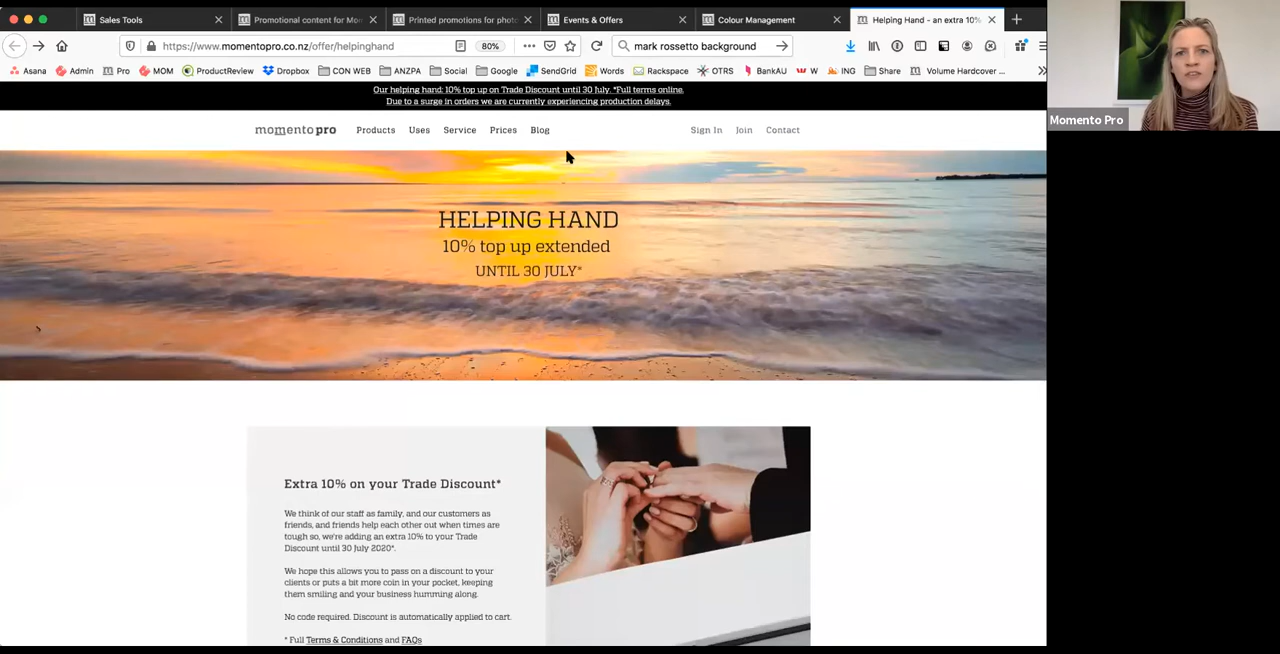 Sales Tools
Promotional content for Mom
Printed promotions for photo
Events & Offers
Colour Management
Helping Hand - an extra 10%
https://www.momentopro.co.nz/offer/helpinghand
80%
mark rossetto background
Asana
Admin
Pro
MOM
ProductReview
Dropbox
CON WEB
ANZPA
Social
Google
SendGrid
Words
Rackspace
OTRS
BankAU
W
ING
Share
Volume Hardcover ...
Momento Pro
Our helping hand: 10% top up on Trade Discount until 30 July. *Full terms online.
Due to a surge in orders we are currently experiencing production delays.
momento pro
Products Uses Service Prices Blog
Sign In Join Contact
HELPING HAND
10% top up extended
UNTIL 30 JULY*
Extra 10% on your Trade Discount*
We think of our staff as family, and our customers as
friends, and friends help each other out when times are
tough so, we're adding an extra 10% to your Trade
Discount until 30 July 2020*.
We hope this allows you to pass on a discount to your
clients or puts a bit more coin in your pocket, keeping
them smiling and your business humming along.
No code required. Discount is automatically applied to cart.
* Full Terms & Conditions and FAQs